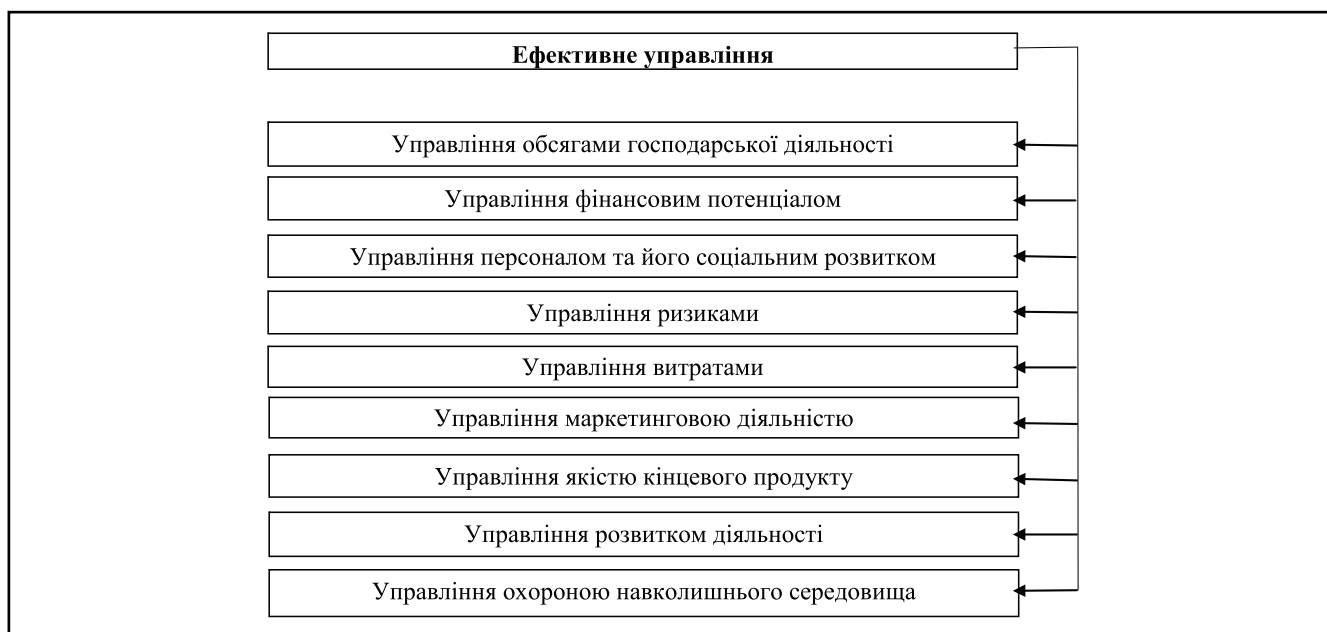 Ефективне управління
Управління обсягами господарської діяльності
Управління фінансовим потенціалом
Управління персоналом та його соціальним розвитком
Управління ризиками
Управління витратами
Управління маркетинговою діяльністю
Управління якістю кінцевого продукту
Управління розвитком діяльності
Управління охороною навколишнього середовища